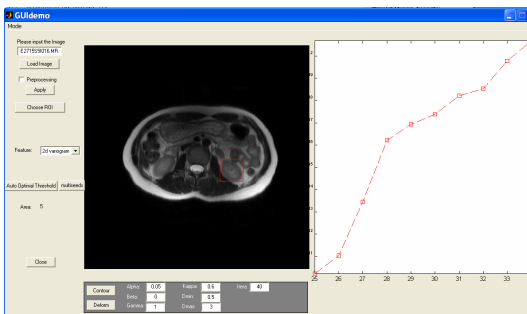 GUIdemo
Mode
Please input the Image
Load Image
Preprocessing
Apply
Choose ROI
Feature: 2d variogram
Auto Optimal Threshold multiseeds
Area: 5
Close
Contour Alpha: 0.05 Kappa: 0.6 Iters: 40
Beta: 0 Dmin: 0.5
Deform Gamma: 1 Dmax: 3
25 26 27 28 29 30 31 32 33